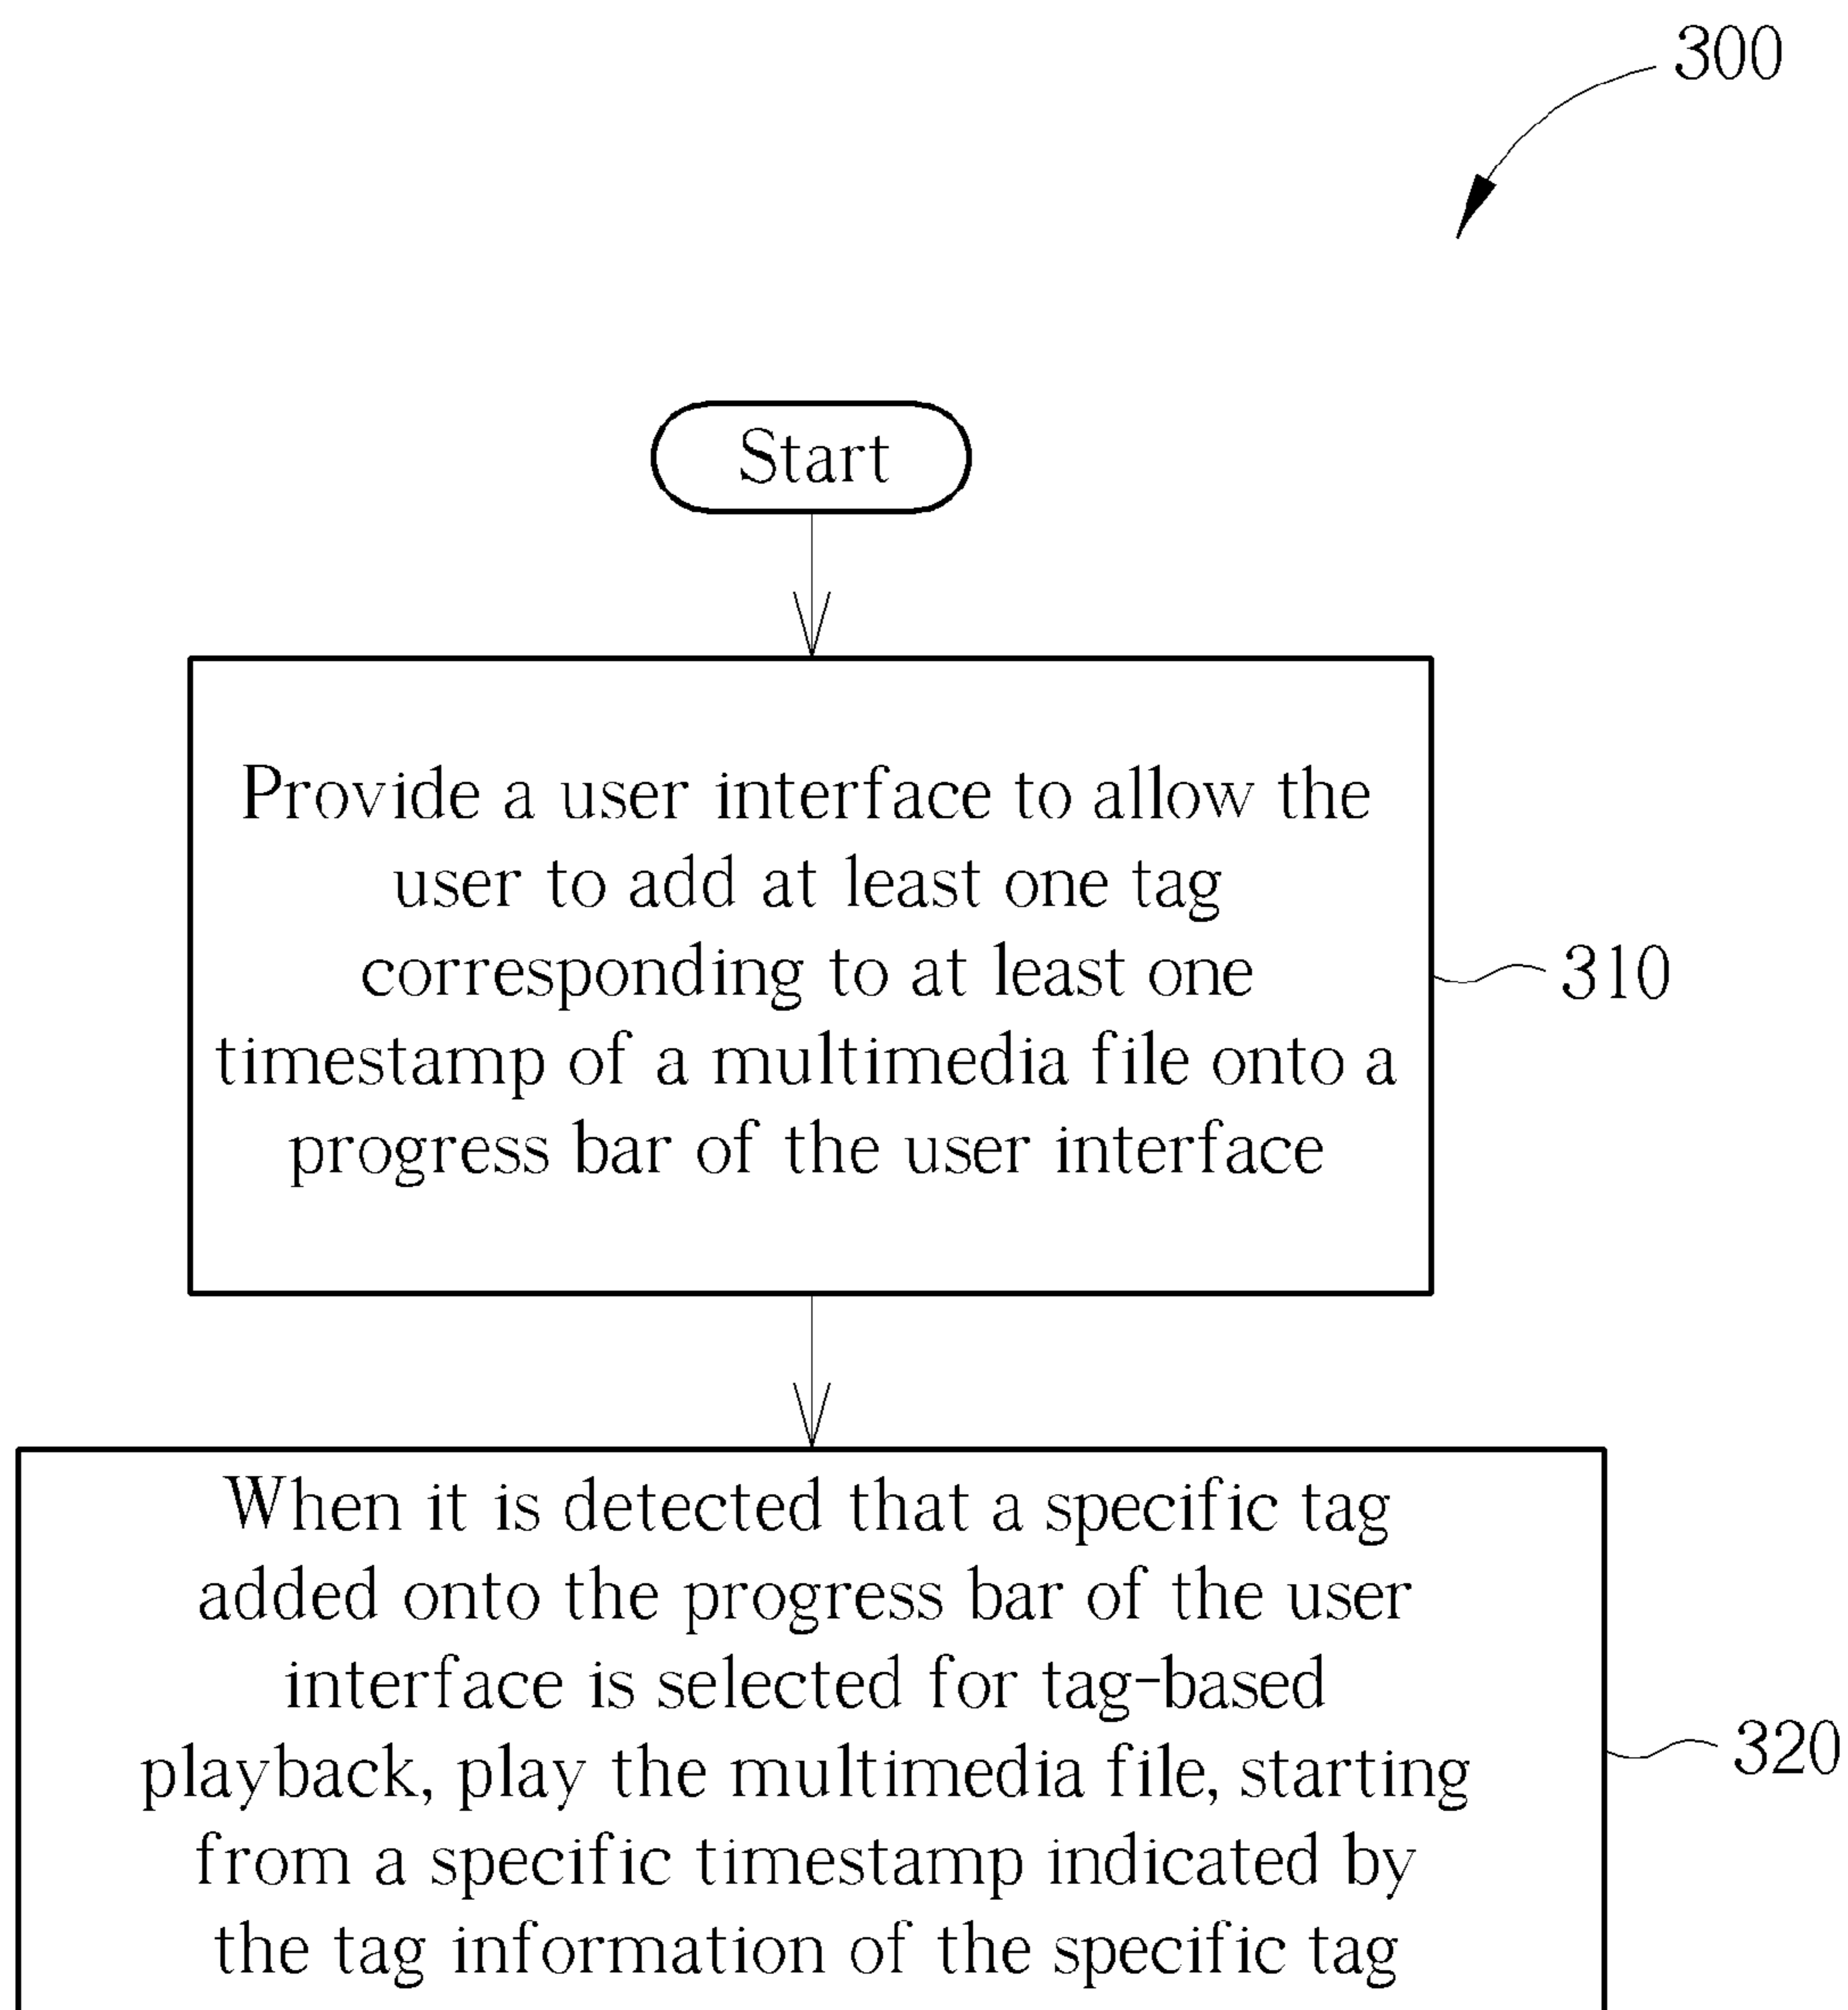 300
Start
Provide a user interface to allow the
user to add at least one tag
corresponding to at least one
timestamp of a multimedia file onto a
progress bar of the user interface
310
When it is detected that a specific tag
added onto the progress bar of the user
interface is selected for tag-based
playback, play the multimedia file, starting
from a specific timestamp indicated by
the tag information of the specific tag
320